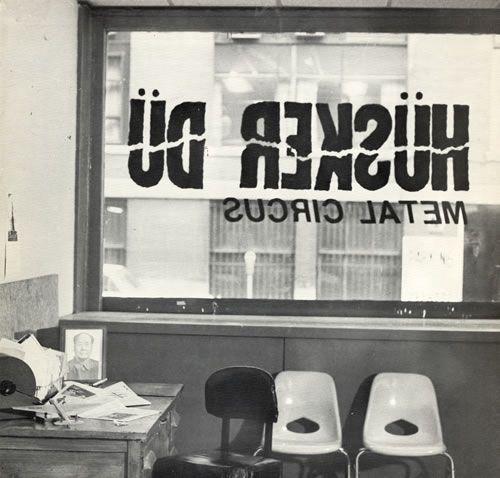 HÜSKER DÜ
METAL CIRCUS